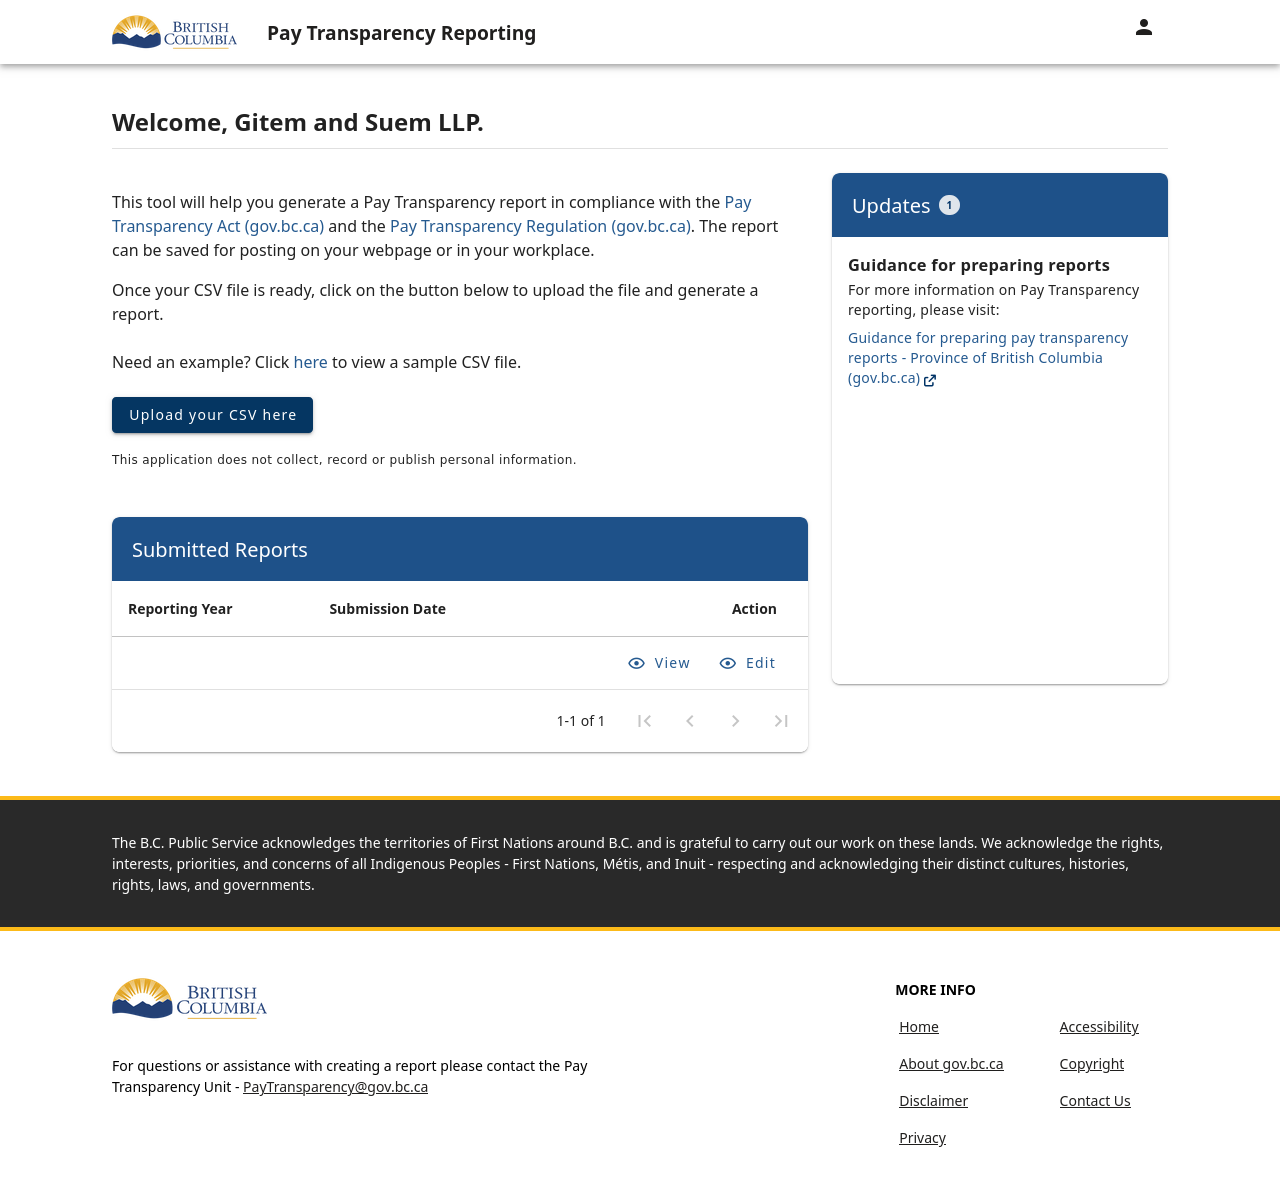 British
Columbia
Pay Transparency Reporting
Welcome, Gitem and Suem LLP.
This tool will help you generate a Pay Transparency report in compliance with the Pay
Transparency Act (gov.bc.ca) and the Pay Transparency Regulation (gov.bc.ca). The report
can be saved for posting on your webpage or in your workplace.
Once your CSV file is ready, click on the button below to upload the file and generate a
report.
Need an example? Click here to view a sample CSV file.
Upload your CSV here
This application does not collect, record or publish personal information.
Updates 1
Guidance for preparing reports
For more information on Pay Transparency
reporting, please visit:
Guidance for preparing pay transparency
reports - Province of British Columbia
(gov.bc.ca)
Submitted Reports
Reporting Year Submission Date Action
View Edit
1-1 of 1
The B.C. Public Service acknowledges the territories of First Nations around B.C. and is grateful to carry out our work on these lands. We acknowledge the rights,
interests, priorities, and concerns of all Indigenous Peoples - First Nations, Métis, and Inuit - respecting and acknowledging their distinct cultures, histories,
rights, laws, and governments.
British
Columbia
For questions or assistance with creating a report please contact the Pay
Transparency Unit - PayTransparency@gov.bc.ca
MORE INFO
Home Accessibility
About gov.bc.ca Copyright
Disclaimer Contact Us
Privacy